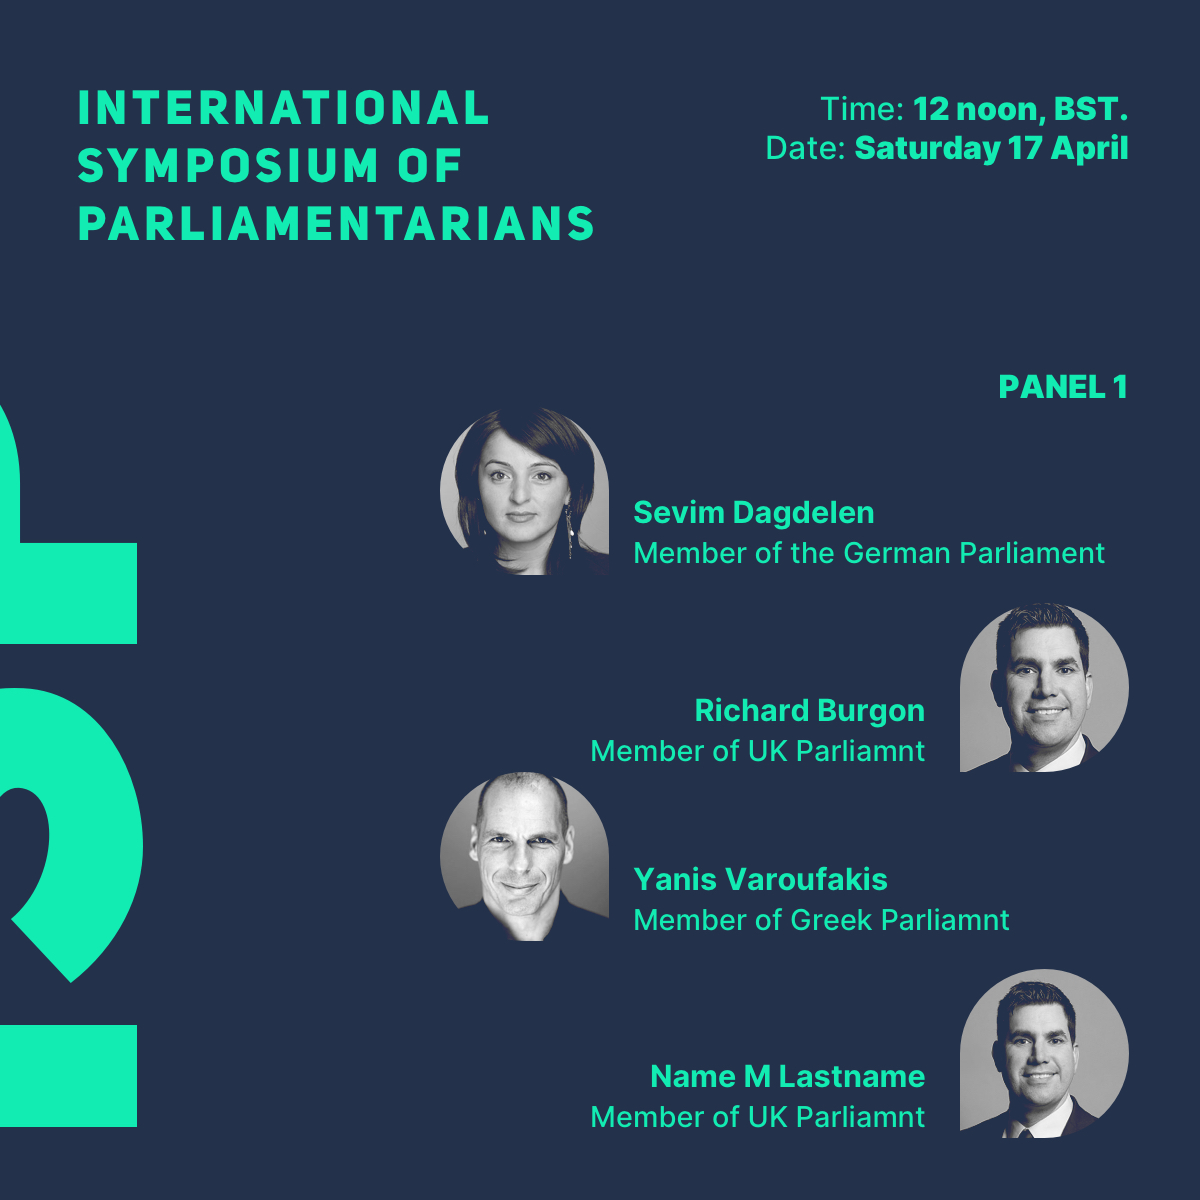 INTERNATIONAL
SYMPOSIUM OF
PARLIAMENTARIANS
Time: 12 noon, BST.
Date: Saturday 17 April
PANEL 1
Sevim Dagdelen
Member of the German Parliament
Richard Burgon
Member of UK Parliamnt
Yanis Varoufakis
Member of Greek Parliamnt
Name M Lastname
Member of UK Parliamnt